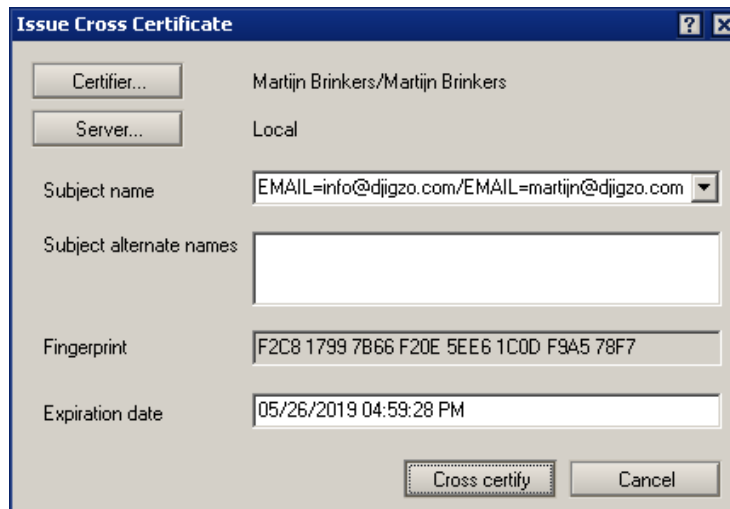 Issue Cross Certificate
Certifier... Martijn Brinkers/Martijn Brinkers
Server... Local
Subject name EMAIL=info@djigzo.com/EMAIL=martijn@djigzo.com
Subject alternate names
Fingerprint F2C8 1799 7B66 F20E 5EE6 1C0D F9A5 78F7
Expiration date 05/26/2019 04:59:28 PM
Cross certify Cancel